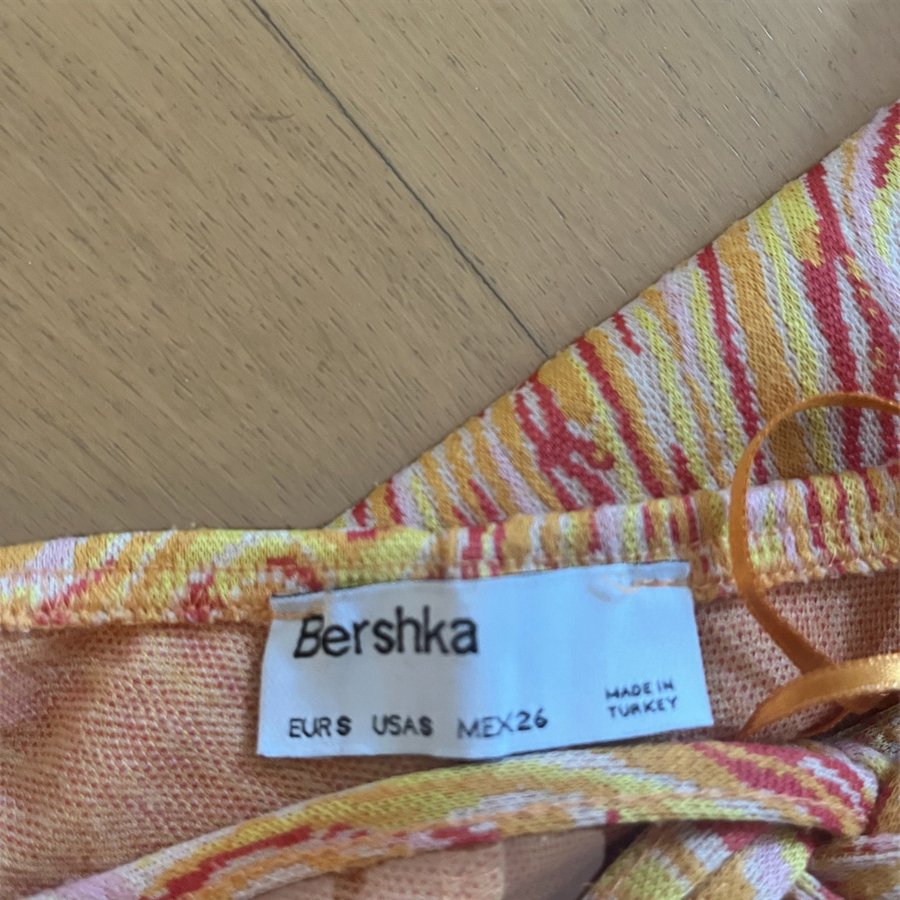 Bershka
EUR S USA S MEX 26
MADE IN
TURKEY